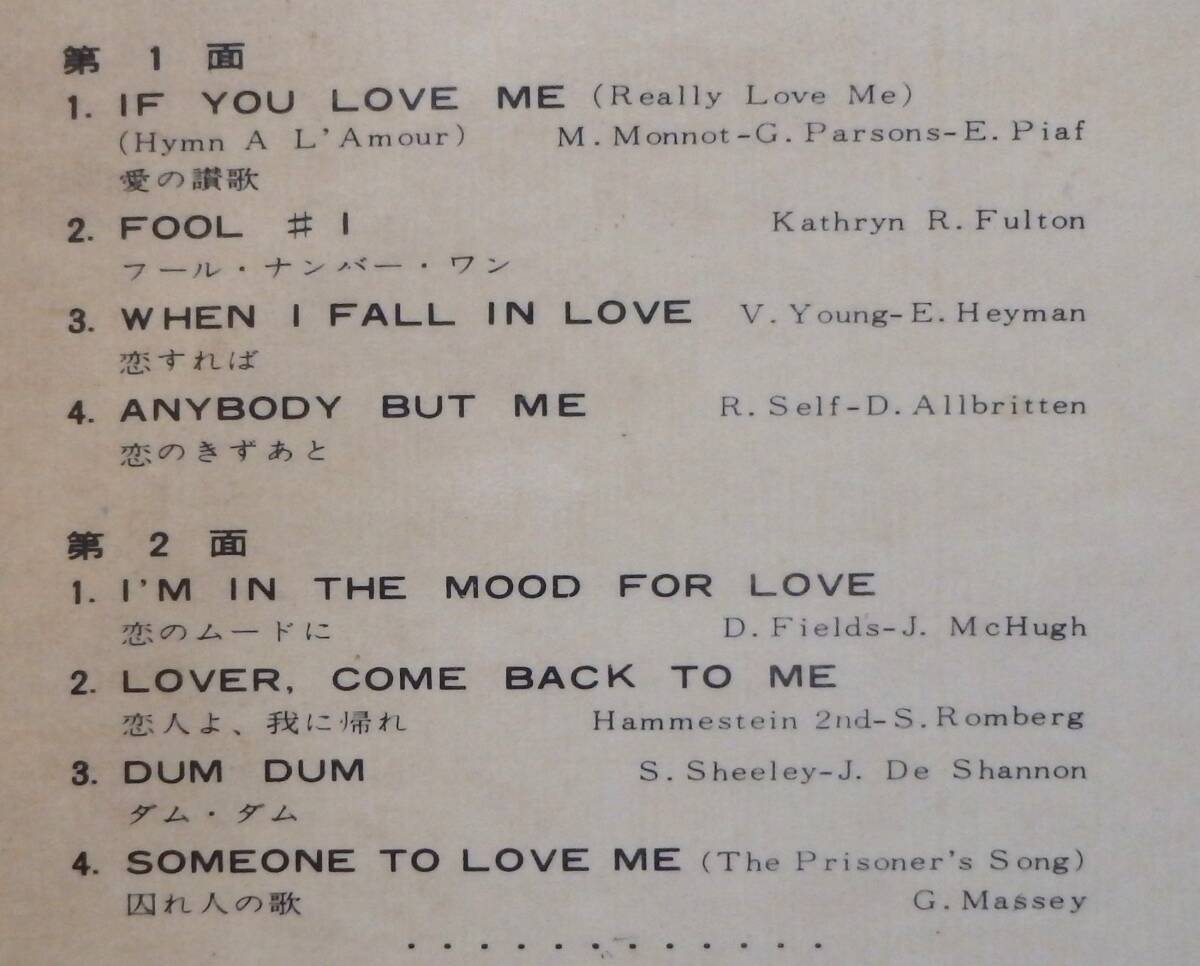 第 1 面
1. IF YOU LOVE ME (Really Love Me)
(Hymn A L'Amour) M. Monnot-G. Parsons-E. Piaf
愛の讃歌
2. FOOL #1 Kathryn R. Fulton
フール・ナンバー・ワン
3. WHEN I FALL IN LOVE V. Young-E. Heyman
恋すれば
4. ANYBODY BUT ME R. Self-D. Allbritten
恋のきずあと
第 2 面
1. I'M IN THE MOOD FOR LOVE
恋のムードに D. Fields-J. McHugh
2. LOVER, COME BACK TO ME
恋人よ、我に帰れ Hammestein 2nd-S. Romberg
3. DUM DUM S. Sheeley-J. De Shannon
ダム・ダム
4. SOMEONE TO LOVE ME (The Prisoner's Song)
囚れ人の歌 G. Massey
. . . . . . . . . . . .